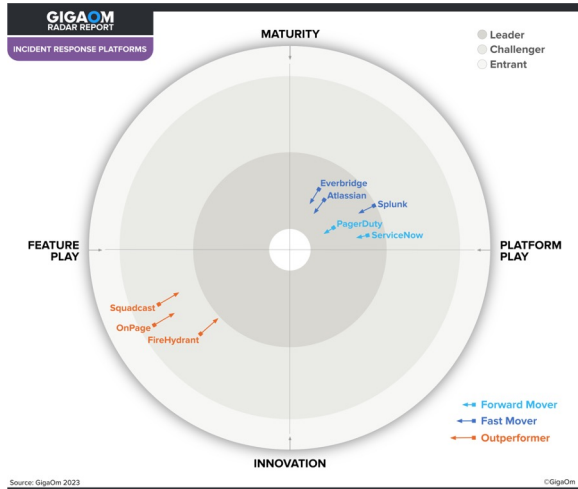 GIGAOM
RADAR REPORT
INCIDENT RESPONSE PLATFORMS
MATURITY
Leader
Challenger
Entrant
Everbridge
Atlassian
Splunk
PagerDuty
ServiceNow
FEATURE
PLAY
PLATFORM
PLAY
Squadcast
OnPage
FireHydrant
Forward Mover
Fast Mover
Outperformer
INNOVATION
Source: GigaOm 2023
©GigaOm